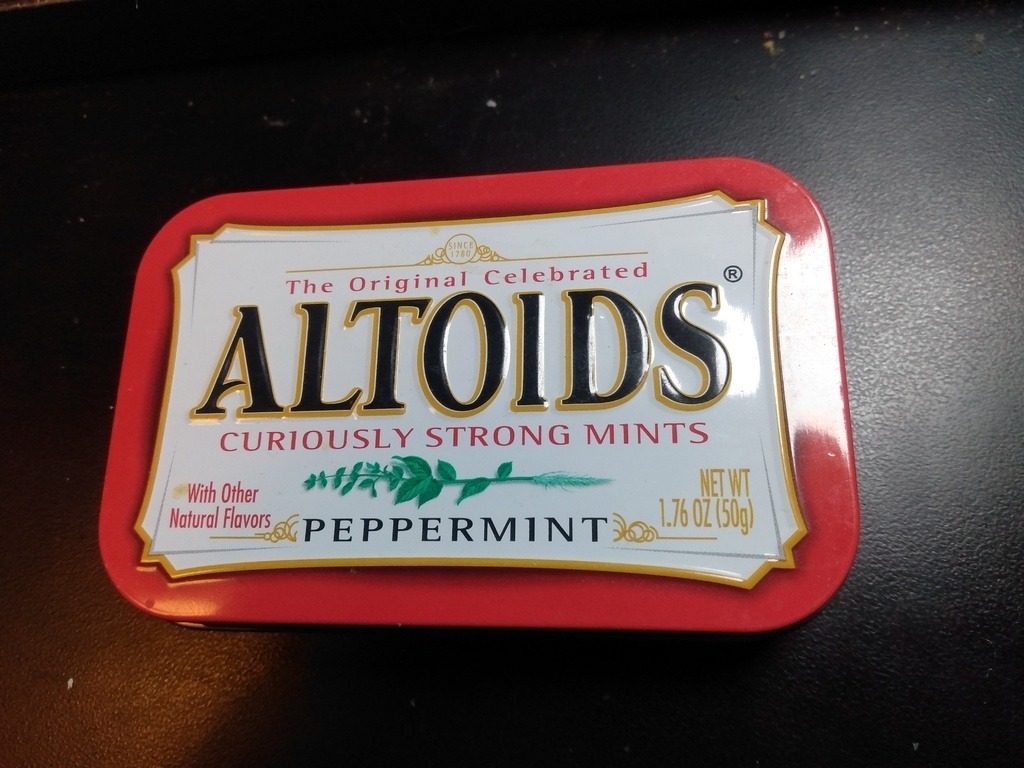 SINCE
1780
The Original Celebrated
ALTOIDS®
CURIOUSLY STRONG MINTS
With Other
Natural Flavors
PEPPERMINT
NET WT
1.76 OZ (50g)